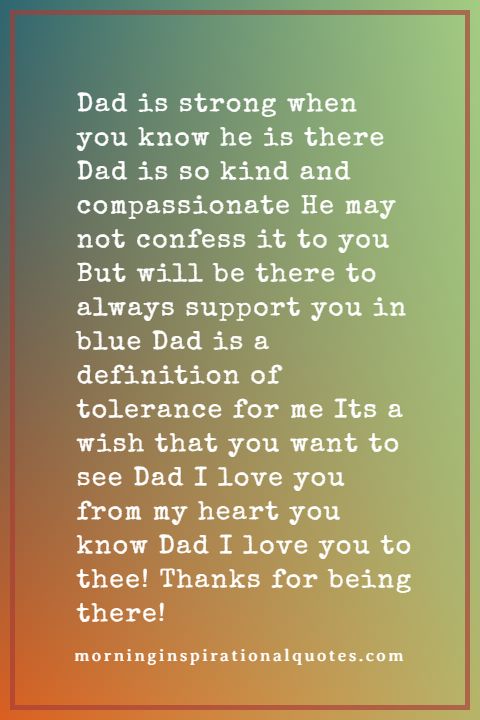 Dad is strong when
you know he is there
Dad is so kind and
compassionate He may
not confess it to you
But will be there to
always support you in
blue Dad is a
definition of
tolerance for me Its a
wish that you want to
see Dad I love you
from my heart you
know Dad I love you to
thee! Thanks for being
there!
morninginspirationalquotes.com